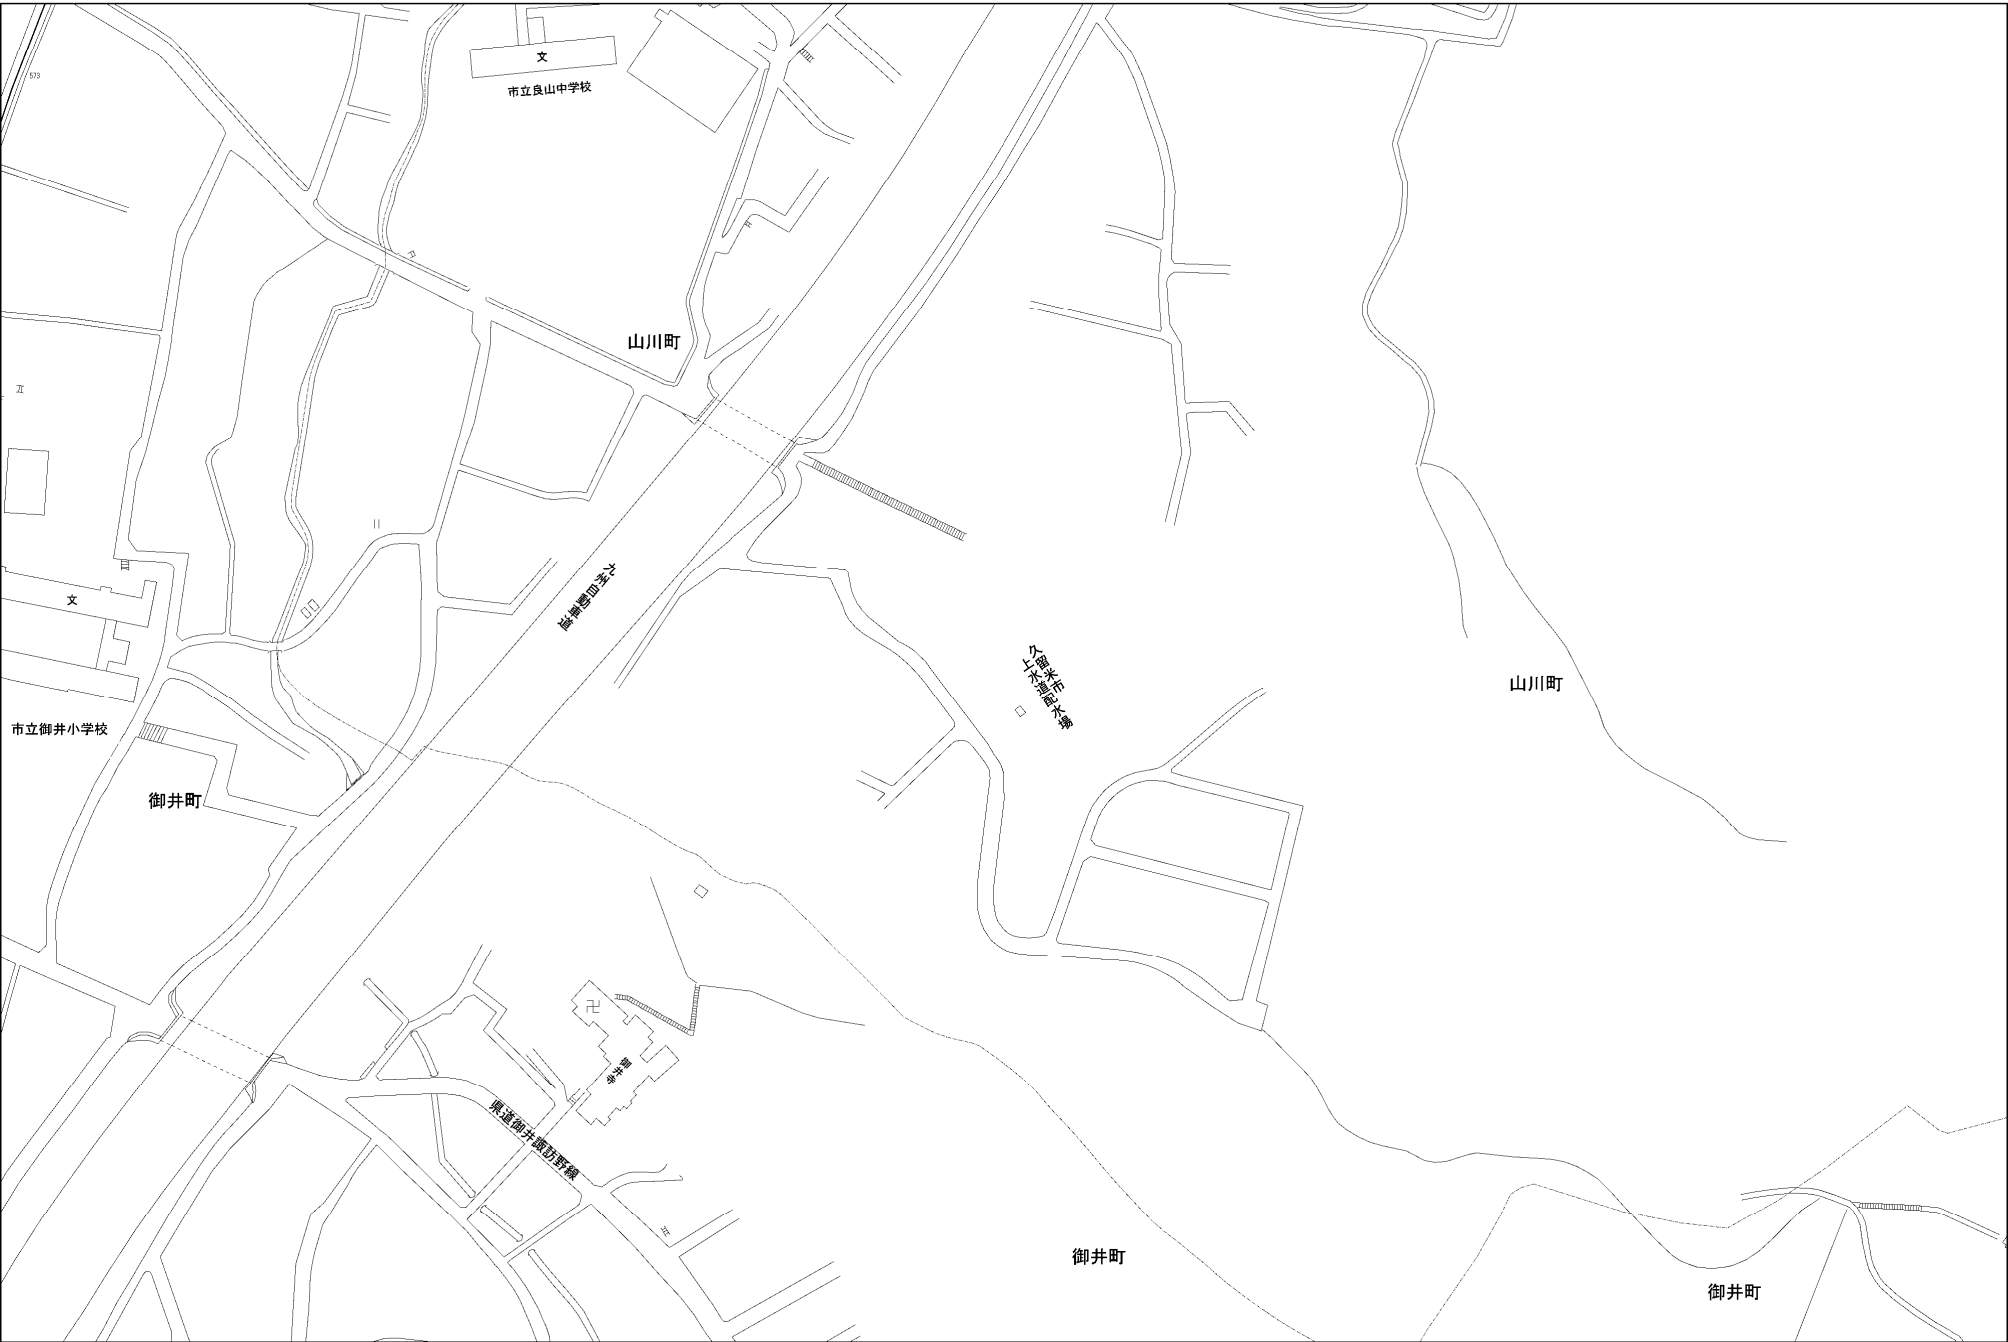 文
573
市立良山中学校
山川町
九州自動車道
文
久留米市
上水道配水場
山川町
市立御井小学校
御井町
御井寺
県道御井諏訪野線
御井町
御井町